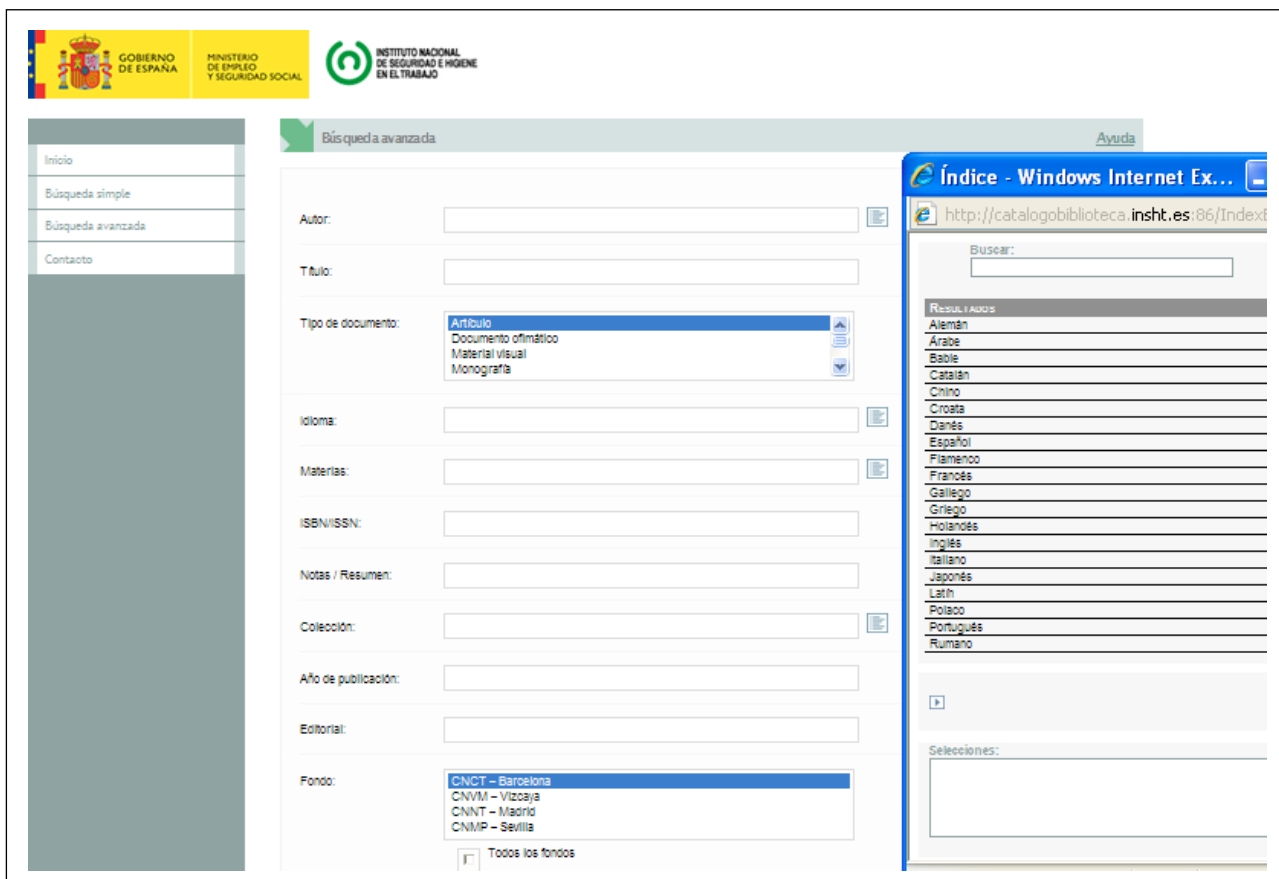 GOBIERNO
DE ESPAÑA
MINISTERIO
DE EMPLEO
Y SEGURIDAD SOCIAL
INSTITUTO NACIONAL
DE SEGURIDAD E HIGIENE
EN EL TRABAJO
Inicio
Búsqueda simple
Búsqueda avanzada
Contacto
Búsqueda avanzada
Ayuda
Autor:
Título:
Tipo de documento:
Artículo
Documento ofimático
Material visual
Monografía
Idioma:
Materias:
ISBN/ISSN:
Notas / Resumen:
Colección:
Año de publicación:
Editorial:
Fondo:
CNCT – Barcelona
CNVM – Vizcaya
CNNT – Madrid
CNMP – Sevilla
Todos los fondos
Índice - Windows Internet Ex...
http://catalogobiblioteca.insht.es:86/IndexB
Buscar:
RESULTADOS
Alemán
Árabe
Bable
Catalán
Chino
Croata
Danés
Español
Flamenco
Francés
Gallego
Griego
Holandés
Inglés
Italiano
Japonés
Latín
Polaco
Portugués
Rumano
Selecciones: